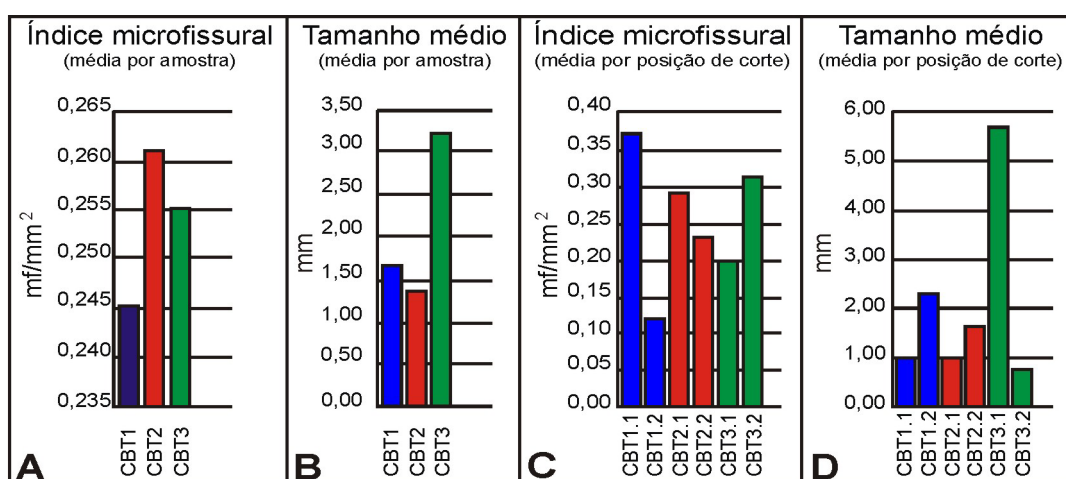 Índice microfissural
(média por amostra)
0,265
0,260
0,255
0,250
0,245
0,240
0,235
mf/mm²
CBT1
CBT2
CBT3
A
Tamanho médio
(média por amostra)
3,50
3,00
2,50
2,00
1,50
1,00
0,50
0,00
mm
CBT1
CBT2
CBT3
B
Índice microfissural
(média por posição de corte)
0,40
0,35
0,30
0,25
0,20
0,15
0,10
0,05
0,00
mf/mm²
CBT1.1
CBT1.2
CBT2.1
CBT2.2
CBT3.1
CBT3.2
C
Tamanho médio
(média por posição de corte)
6,00
5,00
4,00
3,00
2,00
1,00
0,00
mm
CBT1.1
CBT1.2
CBT2.1
CBT2.2
CBT3.1
CBT3.2
D